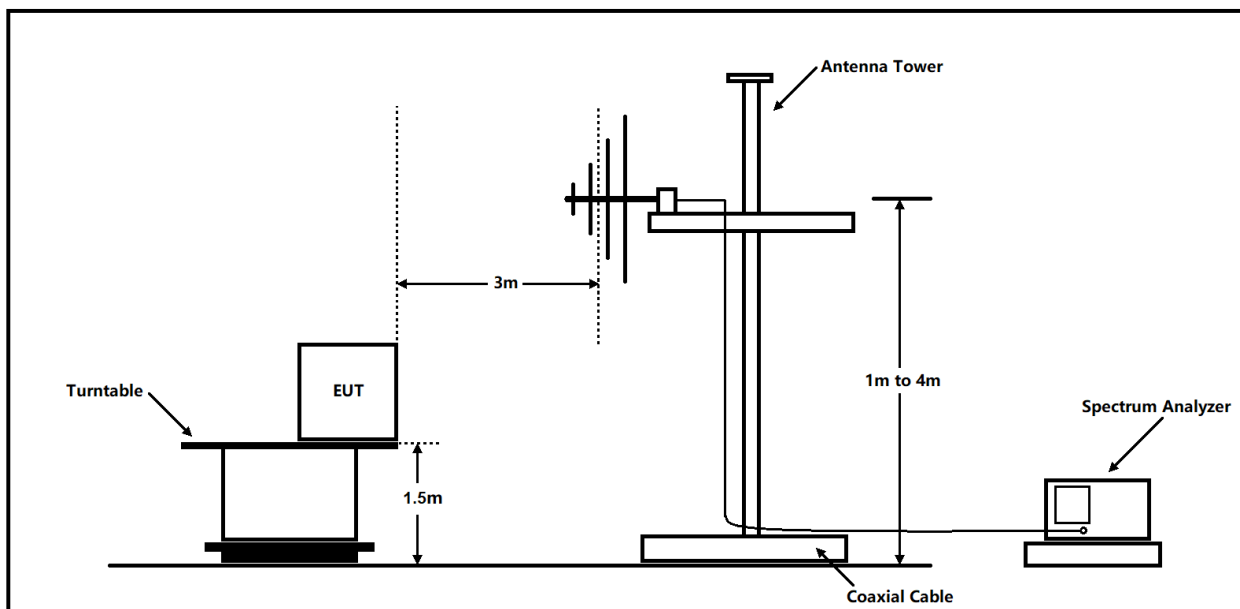 Antenna Tower
3m
EUT
Turntable
1m to 4m
Spectrum Analyzer
1.5m
Coaxial Cable